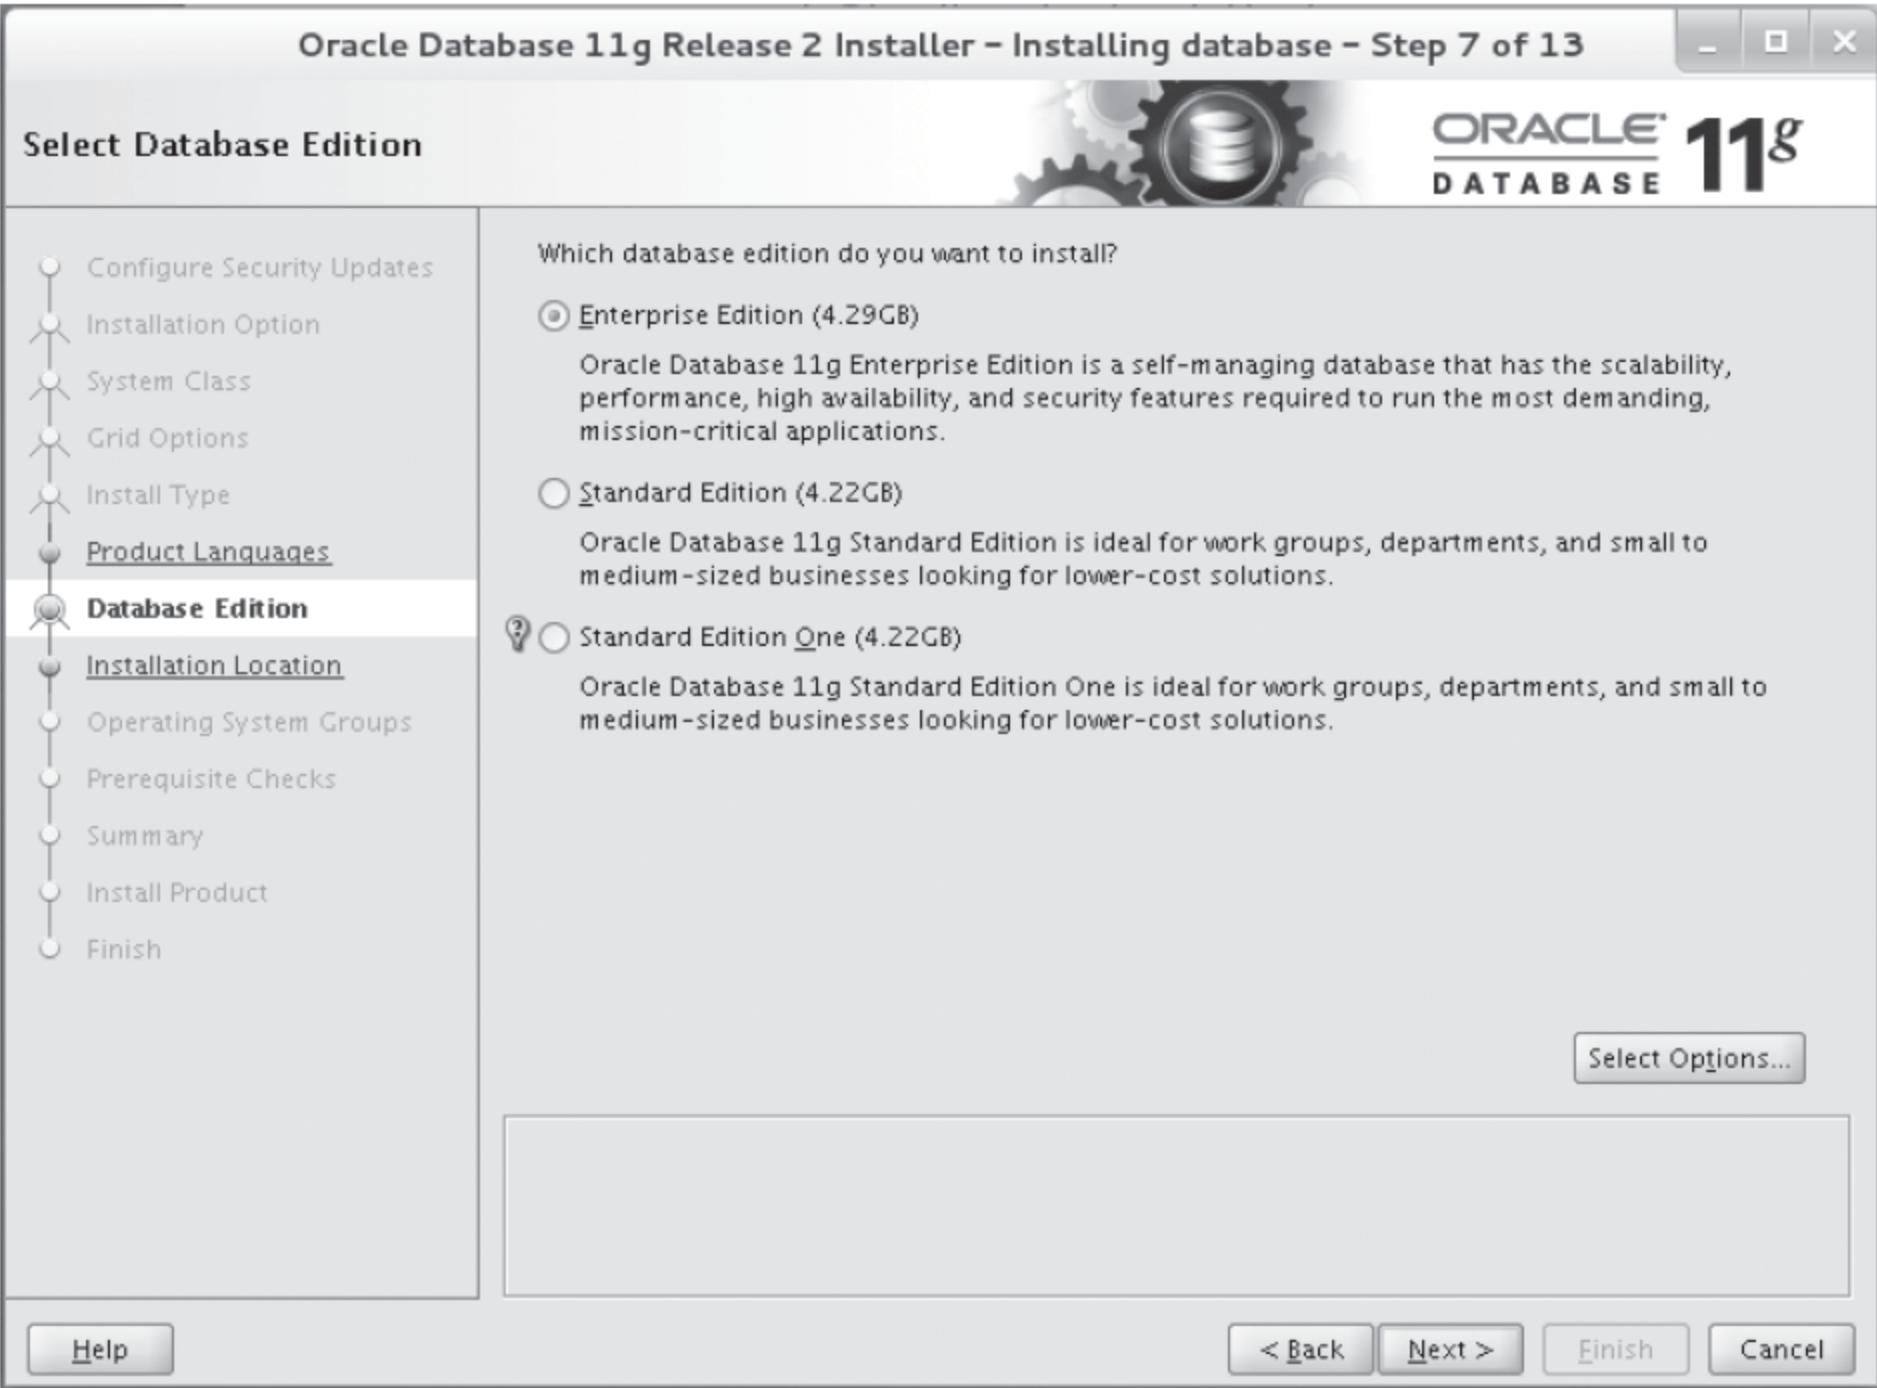 Oracle Database 11g Release 2 Installer – Installing database – Step 7 of 13
Select Database Edition
ORACLE
DATABASE
11g
Configure Security Updates
Installation Option
System Class
Grid Options
Install Type
Product Languages
Database Edition
Installation Location
Operating System Groups
Prerequisite Checks
Summary
Install Product
Finish
Which database edition do you want to install?
Enterprise Edition (4.29GB)
Oracle Database 11g Enterprise Edition is a self-managing database that has the scalability,
performance, high availability, and security features required to run the most demanding,
mission-critical applications.
Standard Edition (4.22GB)
Oracle Database 11g Standard Edition is ideal for work groups, departments, and small to
medium-sized businesses looking for lower-cost solutions.
Standard Edition One (4.22GB)
Oracle Database 11g Standard Edition One is ideal for work groups, departments, and small to
medium-sized businesses looking for lower-cost solutions.
Select Options...
Help
< Back
Next >
Finish
Cancel